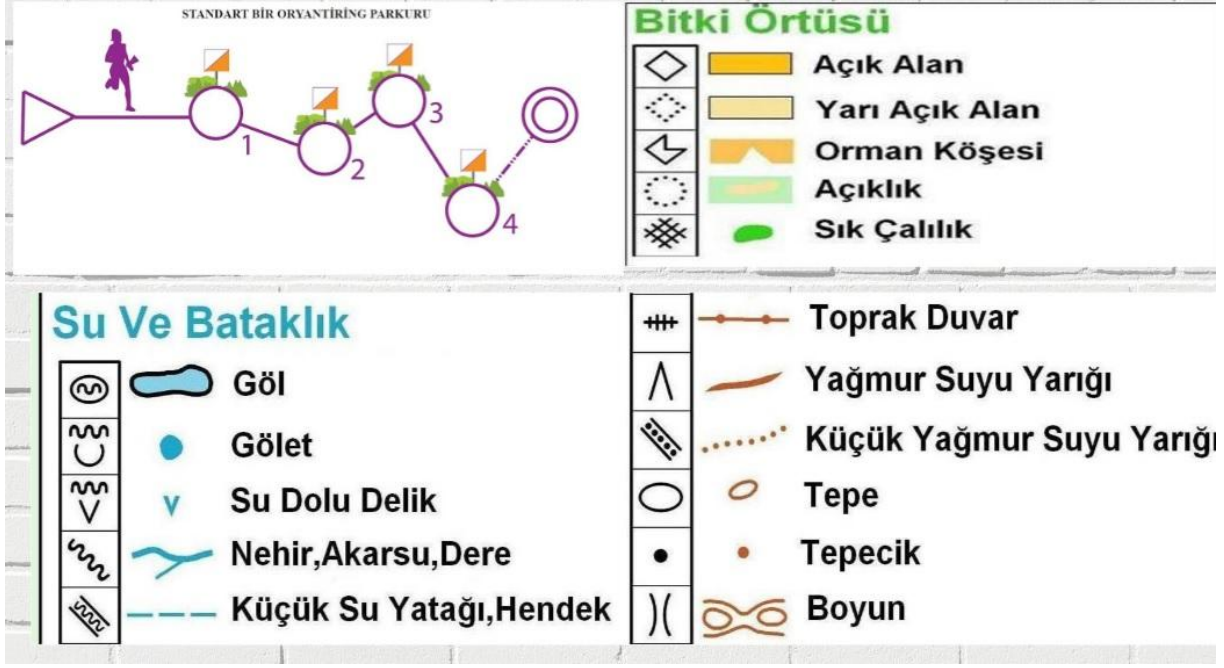 STANDART BİR ORYANTİRİNG PARKURU
1
2
3
4
Bitki Örtüsü
Açık Alan
Yarı Açık Alan
Orman Köşesi
Açıklık
Sık Çalılık
Su Ve Bataklık
Göl
Gölet
Su Dolu Delik
Nehir,Akarsu,Dere
Küçük Su Yatağı,Hendek
Toprak Duvar
Yağmur Suyu Yarığı
Küçük Yağmur Suyu Yarığı
Tepe
Tepecik
Boyun